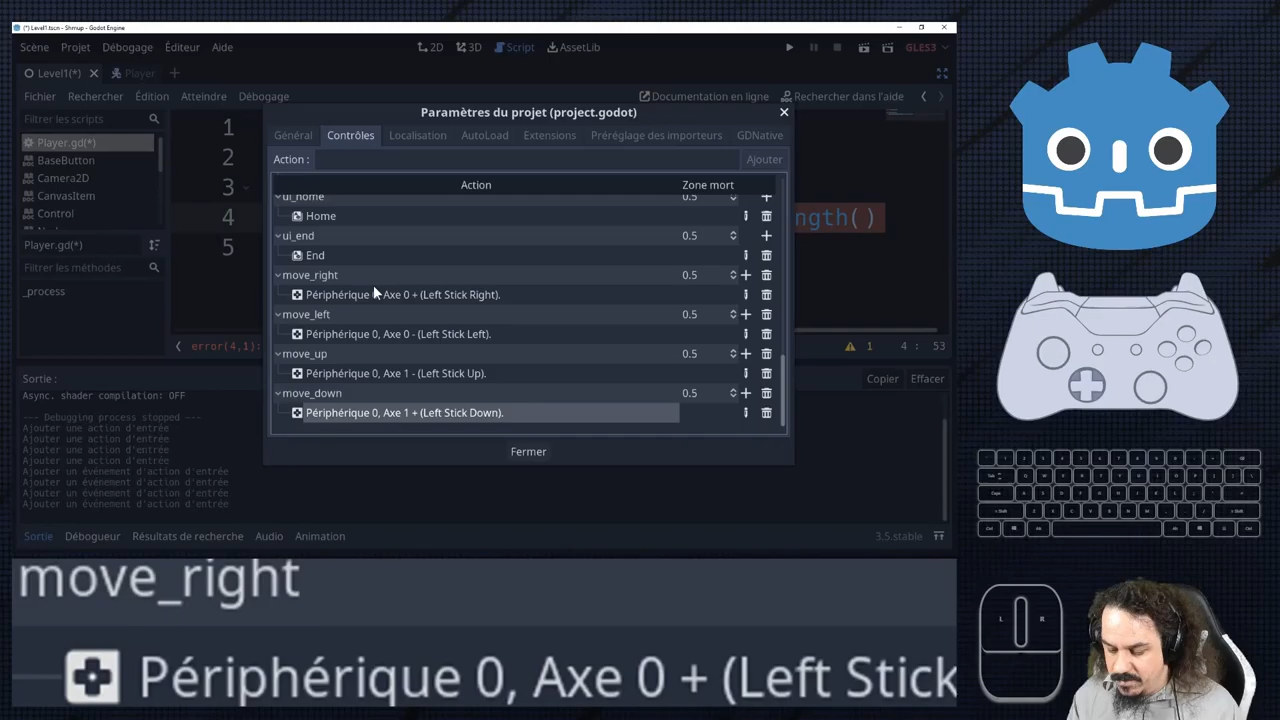 (*) Level1.tscn - Shmup - Godot Engine
Scène Projet Débogage Éditeur Aide
2D 3D Script AssetLib
GLES3
Level1(*) Player
Fichier Rechercher Édition Atteindre Débogage
Documentation en ligne Rechercher dans l'aide
Filtrer les scripts
Player.gd(*)
BaseButton
Camera2D
CanvasItem
Control
Player.gd(*)
Filtrer les méthodes
_process
1
2
3
4 ngth()
5
error(4,1):
1 4 : 53
Paramètres du projet (project.godot)
Général Contrôles Localisation AutoLoad Extensions Préréglage des importeurs GDNative
Action : Ajouter
Action Zone mort
ui_home 0.5
Home
ui_end 0.5
End
move_right 0.5
Périphérique Axe 0 + (Left Stick Right).
move_left 0.5
Périphérique 0, Axe 0 - (Left Stick Left).
move_up 0.5
Périphérique 0, Axe 1 - (Left Stick Up).
move_down 0.5
Périphérique 0, Axe 1 + (Left Stick Down).
Fermer
Sortie : Copier Effacer
Async. shader compilation: OFF
--- Debugging process stopped ---
Ajouter une action d'entrée
Ajouter une action d'entrée
Ajouter une action d'entrée
Ajouter une action d'entrée
Ajouter un événement d'action d'entrée
Ajouter un événement d'action d'entrée
Ajouter un événement d'action d'entrée
Ajouter un événement d'action d'entrée
Sortie Débogueur Résultats de recherche Audio Animation 3.5.stable
move_right
Périphérique 0, Axe 0 + (Left Stick
L R